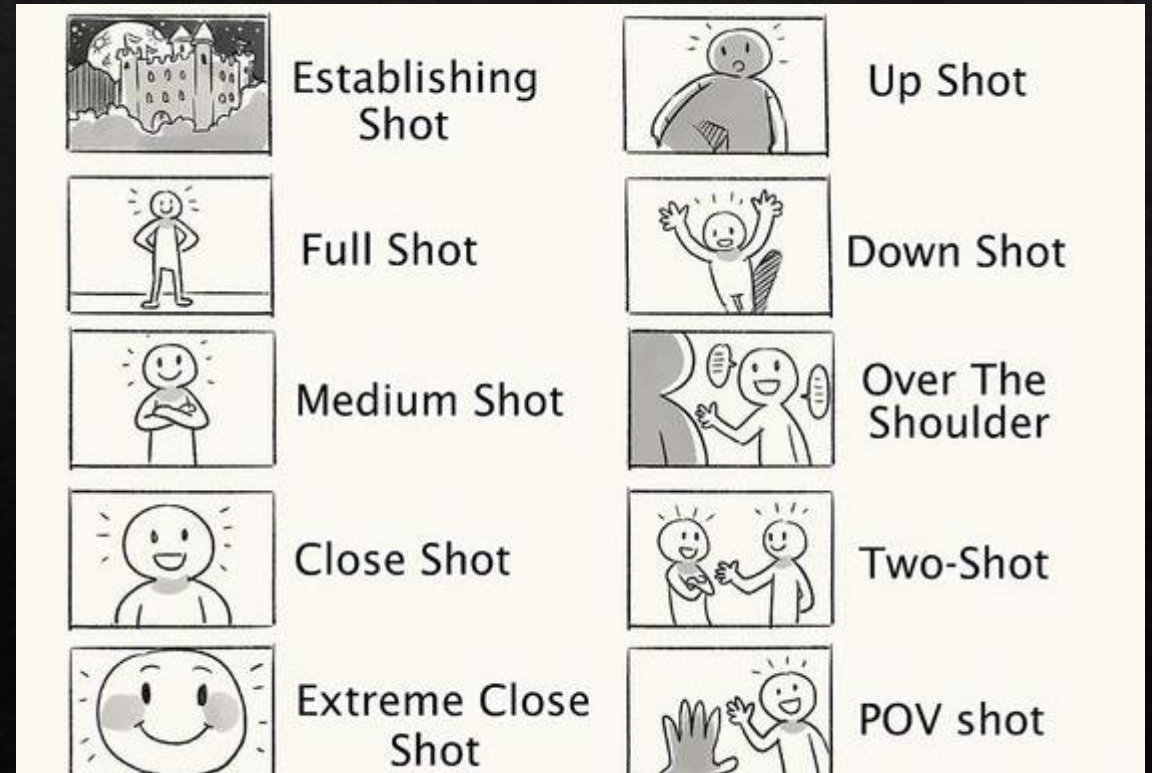 Establishing
Shot
Full Shot
Medium Shot
Close Shot
Extreme Close
Shot
Up Shot
Down Shot
Over The
Shoulder
Two-Shot
POV shot